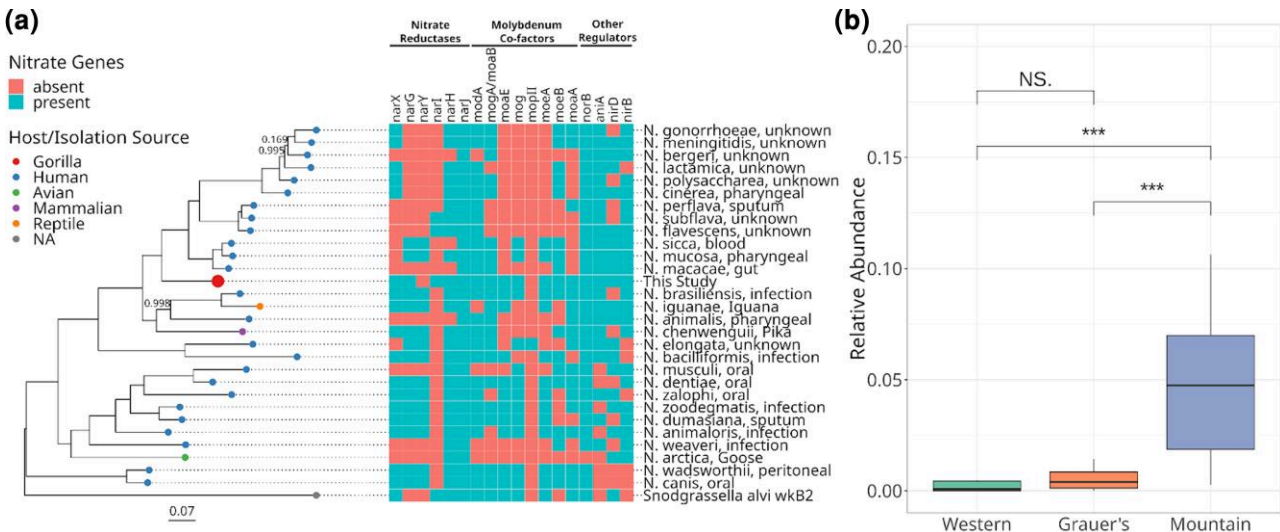 (a)
Nitrate Genes
absent
present
Host/Isolation Source
Gorilla
Human
Avian
Mammalian
Reptile
NA
0.169
0.995
0.998
0.07
Nitrate
Reductases
Molybdenum
Co-factors
Other
Regulators
narX
narG
narY
narI
narH
narJ
modA
mogA/moaB
moaE
mog
mopII
moeA
moeB
moaA
norB
aniA
nirD
nirB
N. gonorrhoeae, unknown
N. meningitidis, unknown
N. bergeri, unknown
N. lactamica, unknown
N. polysaccharea, unknown
N. cinerea, pharyngeal
N. perflava, sputum
N. subflava, unknown
N. flavescens, unknown
N. sicca, blood
N. mucosa, pharyngeal
N. macacae, gut
This Study
N. brasiliensis, infection
N. iguanae, Iguana
N. animalis, pharyngeal
N. chenwenguii, Pika
N. elongata, unknown
N. bacilliformis, infection
N. musculi, oral
N. dentiae, oral
N. zalophi, oral
N. zoodegmatis, infection
N. dumasiana, sputum
N. animaloris, infection
N. weaveri, infection
N. arctica, Goose
N. wadsworthii, peritoneal
N. canis, oral
Snodgrassella alvi wkB2
(b)
Relative Abundance
0.20
0.15
0.10
0.05
0.00
NS.
***
***
Western
Grauer's
Mountain